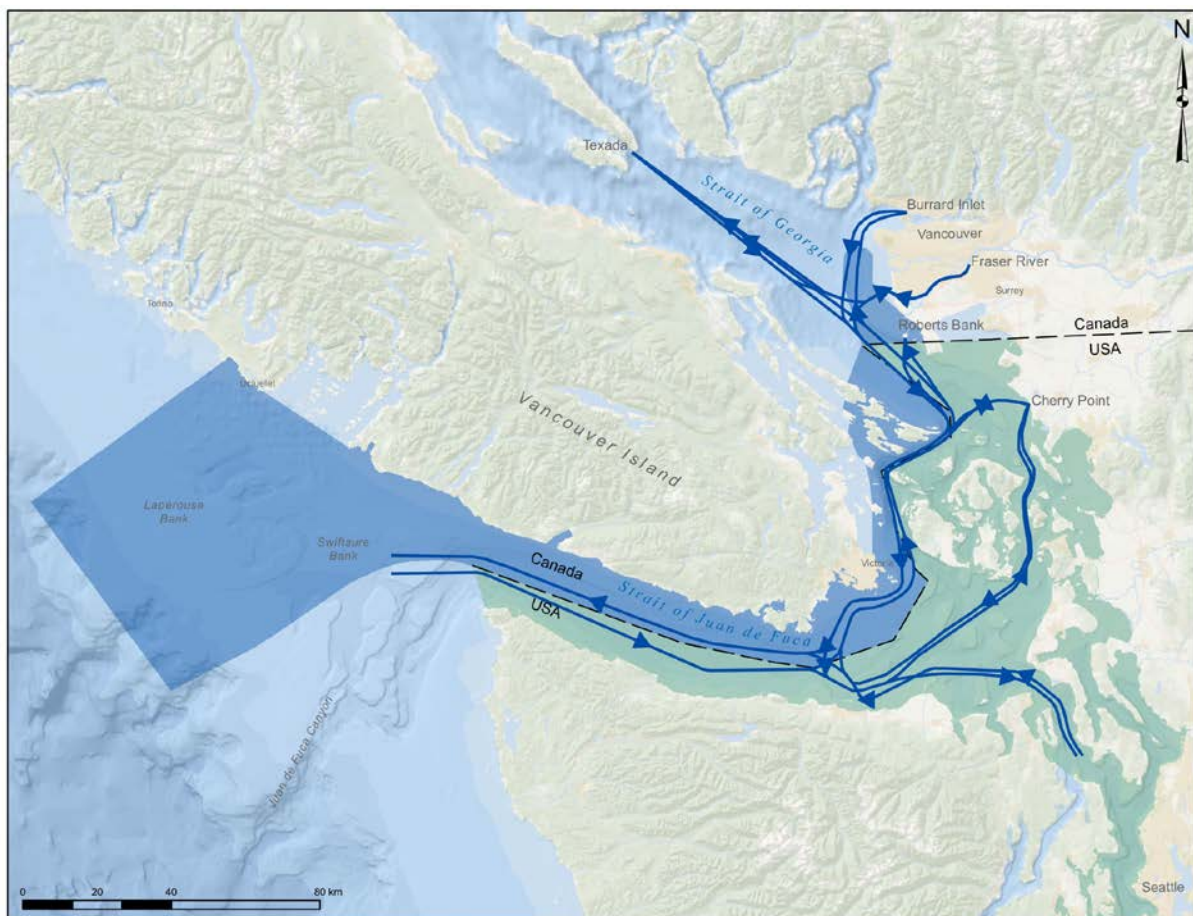 N
Texada
Strait of Georgia
Burrard Inlet
Vancouver
Fraser River
Surrey
Roberts Bank
Canada
USA
Tofino
Ucluelet
Cherry Point
Vancouver Island
Laperouse
Bank
Swiftsure
Bank
Canada
USA
Strait of Juan de Fuca
Victoria
Juan de Fuca Canyon
0 20 40 80 km
Seattle